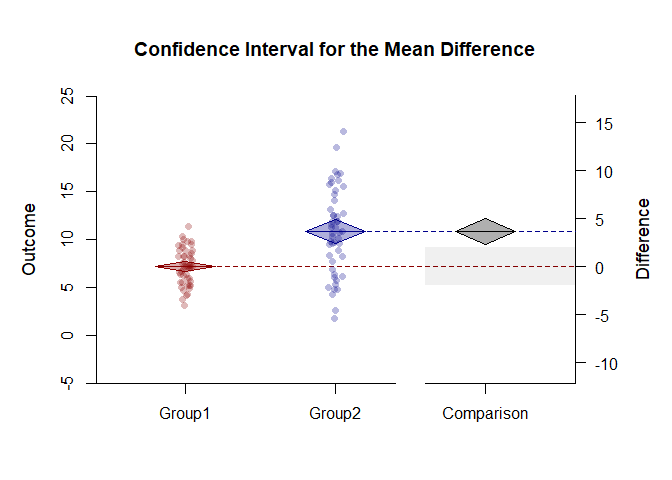 Confidence Interval for the Mean Difference
Outcome
25
20
15
10
5
0
-5
15
10
5
0
-5
-10
Difference
Group1
Group2
Comparison